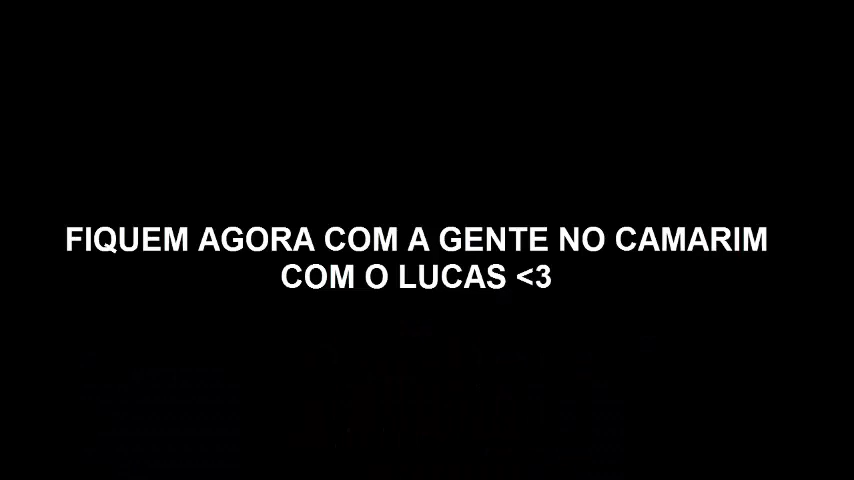 FIQUEM AGORA COM A GENTE NO CAMARIM
COM O LUCAS <3